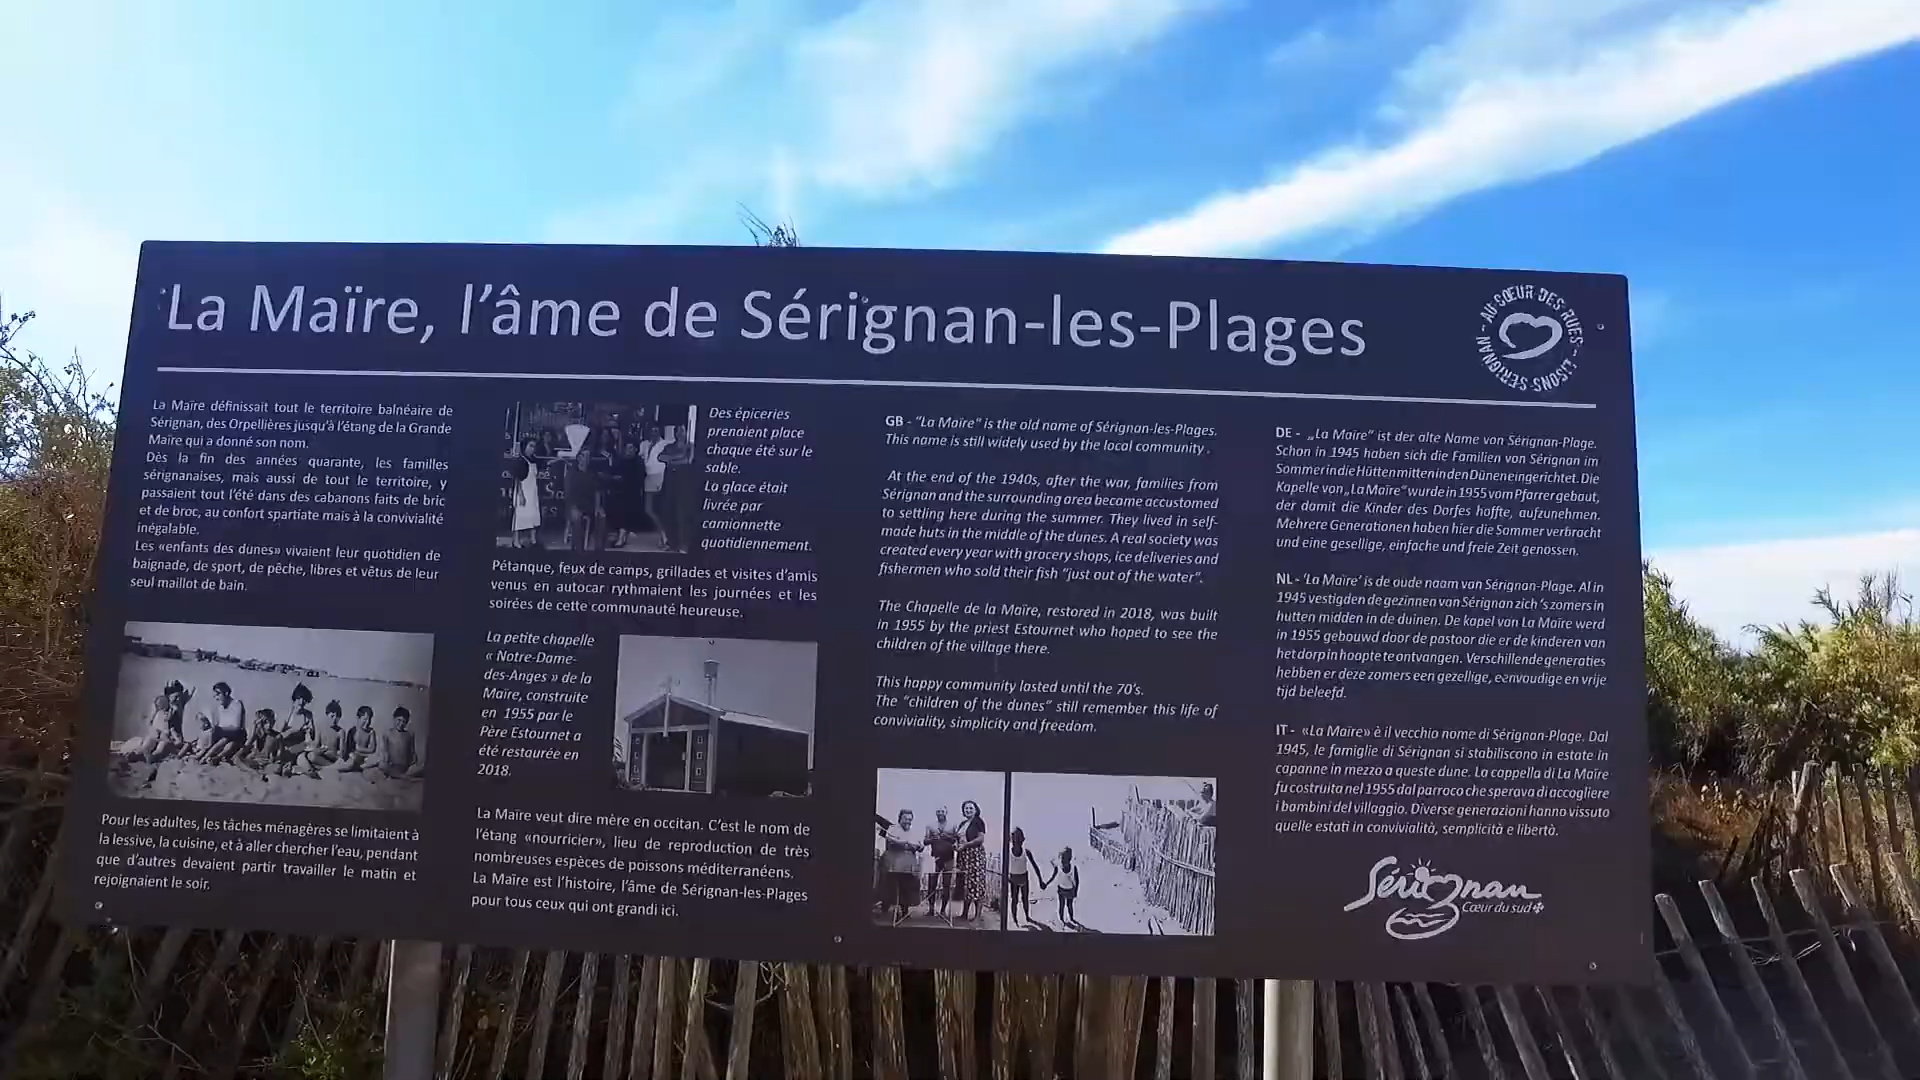 La Maïre, l'âme de Sérignan-les-Plages
AU SŒUR DES RUES - LISONS SERIGNAN -
La Maïre définissait tout le territoire balnéaire de
Sérignan, des Orpellières jusqu'à l'étang de la Grande
Maïre qui a donné son nom.
Dès la fin des années quarante, les familles
sérignanaises, mais aussi de tout le territoire, y
passaient tout l'été dans des cabanons faits de bric
et de broc, au confort spartiate mais à la convivialité
inégalable.
Les «enfants des dunes» vivaient leur quotidien de
baignade, de sport, de pêche, libres et vêtus de leur
seul maillot de bain.
Pour les adultes, les tâches ménagères se limitaient à
la lessive, la cuisine, et à aller chercher l'eau, pendant
que d'autres devaient partir travailler le matin et
rejoignaient le soir.
Des épiceries
prenaient place
chaque été sur le
sable.
La glace était
livrée par
camionnette
quotidiennement.
Pétanque, feux de camps, grillades et visites d'amis
venus en autocar rythmaient les journées et les
soirées de cette communauté heureuse.
La petite chapelle
« Notre-Dame-
des-Anges » de la
Maïre, construite
en 1955 par le
Père Estournet a
été restaurée en
2018.
La Maïre veut dire mère en occitan. C'est le nom de
l'étang «nourricier», lieu de reproduction de très
nombreuses espèces de poissons méditerranéens.
La Maïre est l'histoire, l'âme de Sérignan-les-Plages
pour tous ceux qui ont grandi ici.
GB - "La Maïre" is the old name of Sérignan-les-Plages.
This name is still widely used by the local community .
At the end of the 1940s, after the war, families from
Sérignan and the surrounding area became accustomed
to settling here during the summer. They lived in self-
made huts in the middle of the dunes. A real society was
created every year with grocery shops, ice deliveries and
fishermen who sold their fish "just out of the water".
The Chapelle de la Maïre, restored in 2018, was built
in 1955 by the priest Estournet who hoped to see the
children of the village there.
This happy community lasted until the 70's.
The "children of the dunes" still remember this life of
conviviality, simplicity and freedom.
DE - „La Maïre" ist der alte Name von Sérignan-Plage.
Schon in 1945 haben sich die Familien von Sérignan im
Sommer in die Hütten mitten in den Dünen eingerichtet. Die
Kapelle von „La Maïre" wurde in 1955 vom Pfarrer gebaut,
der damit die Kinder des Dorfes hoffte, aufzunehmen.
Mehrere Generationen haben hier die Sommer verbracht
und eine gesellige, einfache und freie Zeit genossen.
NL - 'La Maïre' is de oude naam van Sérignan-Plage. Al in
1945 vestigden de gezinnen van Sérignan zich 's zomers in
hutten midden in de duinen. De kapel van La Maïre werd
in 1955 gebouwd door de pastoor die er de kinderen van
het dorp in hoopte te ontvangen. Verschillende generaties
hebben er deze zomers een gezellige, eenvoudige en vrije
tijd beleefd.
IT - «La Maïre» è il vecchio nome di Sérignan-Plage. Dal
1945, le famiglie di Sérignan si stabiliscono in estate in
capanne in mezzo a queste dune. La cappella di La Maïre
fu costruita nel 1955 dal parroco che sperava di accogliere
i bambini del villaggio. Diverse generazioni hanno vissuto
quelle estati in convivialità, semplicità e libertà.
Sérignan
Cœur du sud